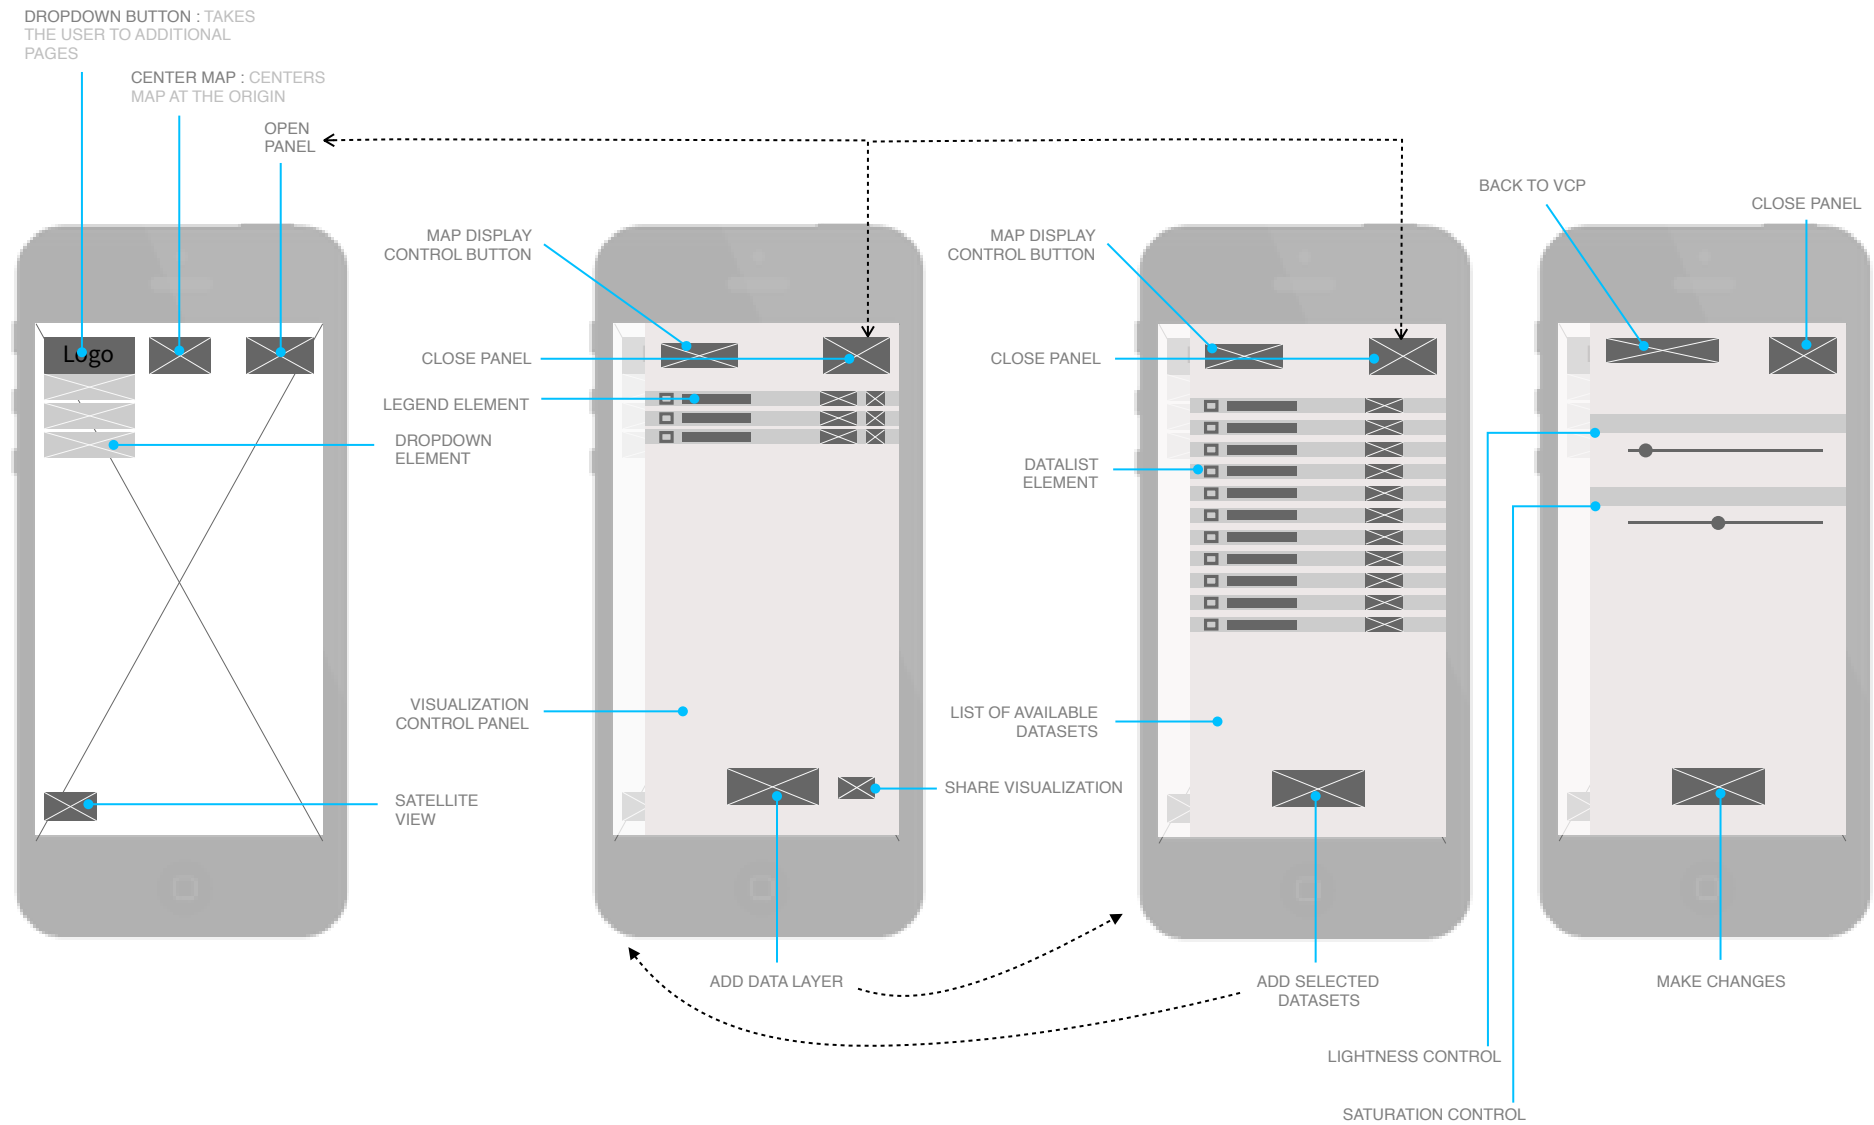 DROPDOWN BUTTON : TAKES
THE USER TO ADDITIONAL
PAGES
CENTER MAP : CENTERS
MAP AT THE ORIGIN
OPEN
PANEL
Logo
DROPDOWN
ELEMENT
SATELLITE
VIEW
MAP DISPLAY
CONTROL BUTTON
CLOSE PANEL
LEGEND ELEMENT
VISUALIZATION
CONTROL PANEL
SHARE VISUALIZATION
ADD DATA LAYER
MAP DISPLAY
CONTROL BUTTON
CLOSE PANEL
DATALIST
ELEMENT
LIST OF AVAILABLE
DATASETS
ADD SELECTED
DATASETS
BACK TO VCP
CLOSE PANEL
MAKE CHANGES
LIGHTNESS CONTROL
SATURATION CONTROL